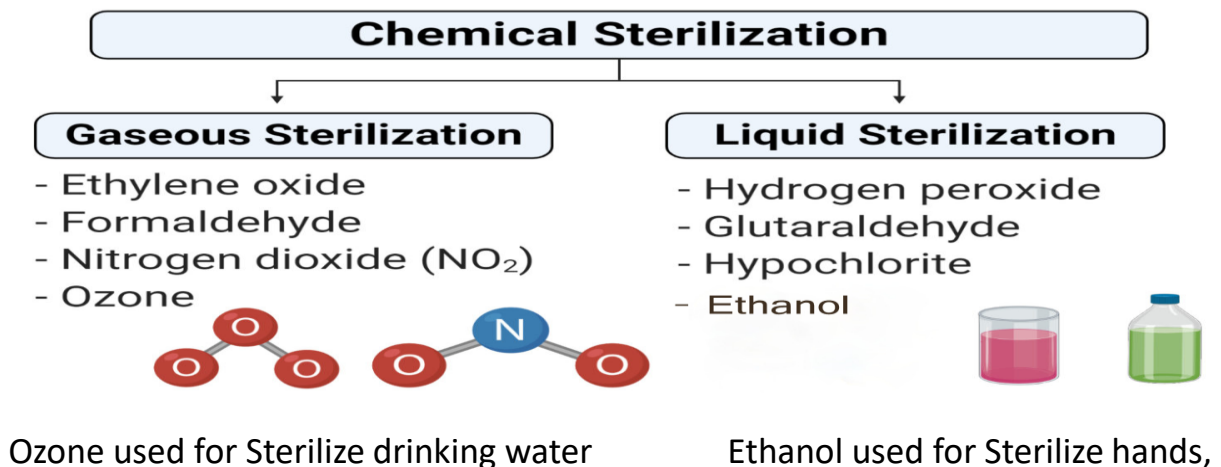 Chemical Sterilization
Gaseous Sterilization
- Ethylene oxide
- Formaldehyde
- Nitrogen dioxide (NO₂)
- Ozone
O
O
O
N
O
O
Ozone used for Sterilize drinking water
Liquid Sterilization
- Hydrogen peroxide
- Glutaraldehyde
- Hypochlorite
- Ethanol
Ethanol used for Sterilize hands,